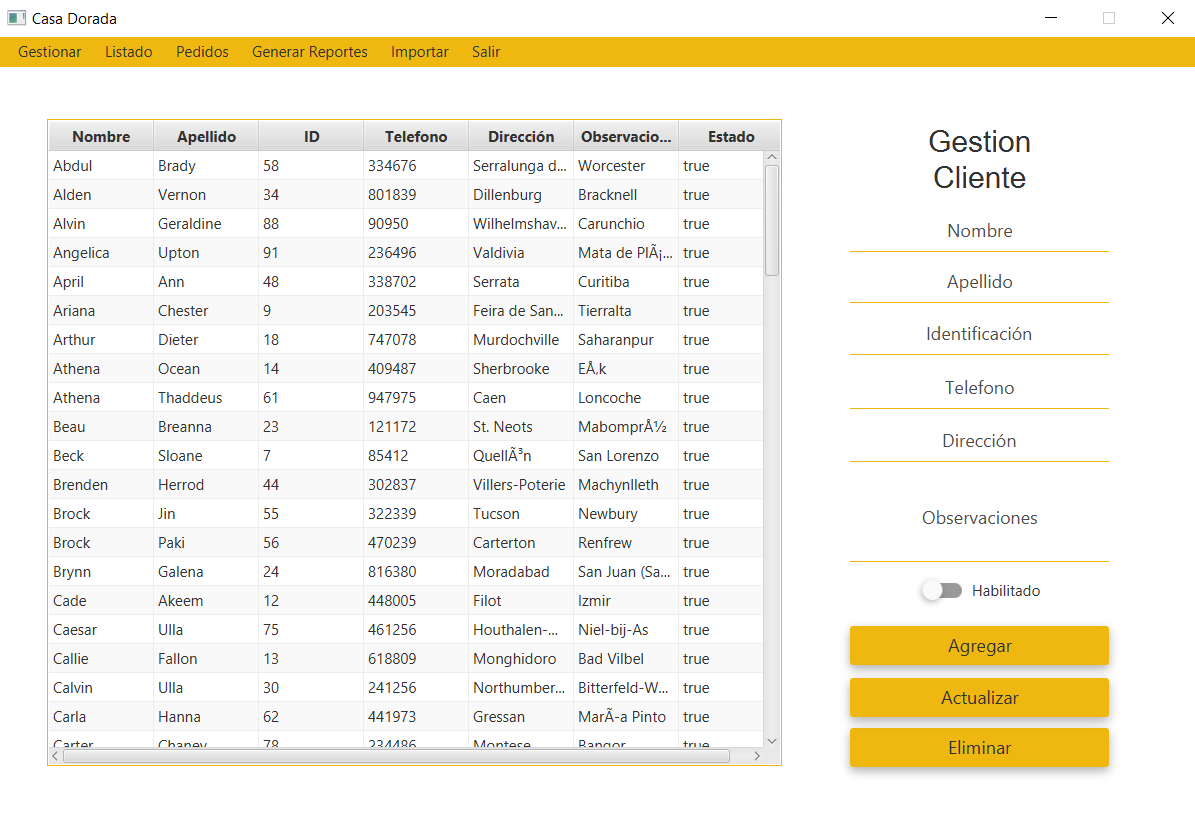 Casa Dorada
Gestionar Listado Pedidos Generar Reportes Importar Salir
Nombre Apellido ID Telefono Dirección Observacio... Estado
Abdul Brady 58 334676 Serralunga d... Worcester true
Alden Vernon 34 801839 Dillenburg Bracknell true
Alvin Geraldine 88 90950 Wilhelmshav... Carunchio true
Angelica Upton 91 236496 Valdivia Mata de PlÃ¡... true
April Ann 48 338702 Serrata Curitiba true
Ariana Chester 9 203545 Feira de San... Tierralta true
Arthur Dieter 18 747078 Murdochville Saharanpur true
Athena Ocean 14 409487 Sherbrooke EÅ‚k true
Athena Thaddeus 61 947975 Caen Loncoche true
Beau Breanna 23 121172 St. Neots MabomprÅ½ true
Beck Sloane 7 85412 QuellÃ³n San Lorenzo true
Brenden Herrod 44 302837 Villers-Poterie Machynlleth true
Brock Jin 55 322339 Tucson Newbury true
Brock Paki 56 470239 Carterton Renfrew true
Brynn Galena 24 816380 Moradabad San Juan (Sa... true
Cade Akeem 12 448005 Filot Izmir true
Caesar Ulla 75 461256 Houthalen-... Niel-bij-As true
Callie Fallon 13 618809 Monghidoro Bad Vilbel true
Calvin Ulla 30 241256 Northumber... Bitterfeld-W... true
Carla Hanna 62 441973 Gressan MarÃ-a Pinto true
Carter Chaney 78 234486 Montese Bangor true
Gestion
Cliente
Nombre
Apellido
Identificación
Telefono
Dirección
Observaciones
Habilitado
Agregar
Actualizar
Eliminar